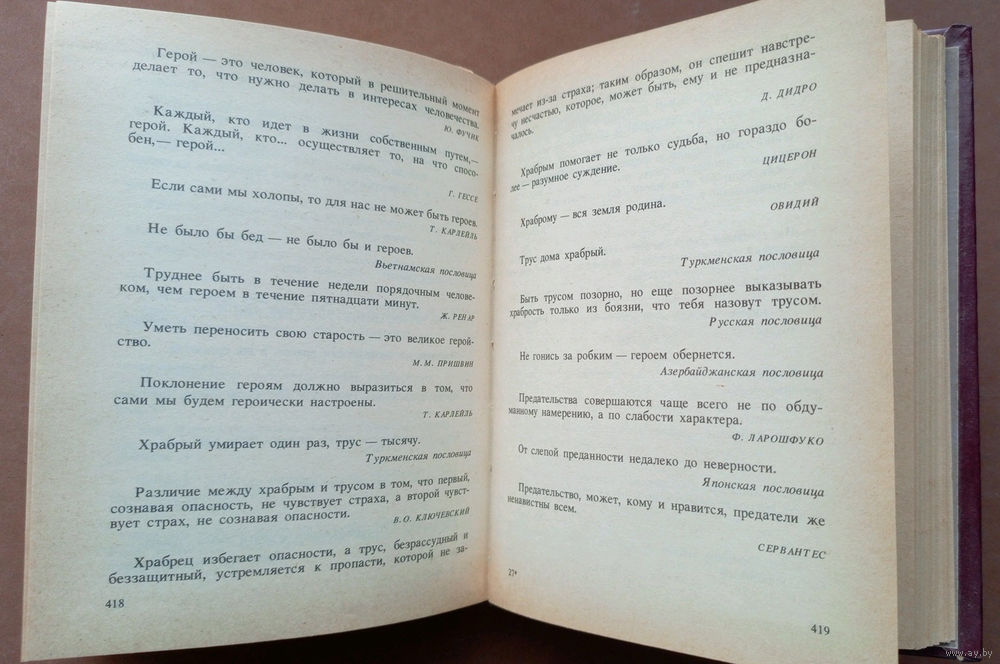 Герой — это человек, который в решительный момент
делает то, что нужно делать в интересах человечества.
Ю. ФУЧИК
Каждый, кто идет в жизни собственным путем,—
герой. Каждый, кто... осуществляет то, на что спосо-
бен,— герой...
Г. ГЕССЕ
Если сами мы холопы, то для нас не может быть героев.
Т. КАРЛЕЙЛЬ
Не было бы бед — не было бы и героев.
Вьетнамская пословица
Труднее быть в течение недели порядочным челове-
ком, чем героем в течение пятнадцати минут.
Ж. РЕНАР
Уметь переносить свою старость — это великое герой-
ство.
М. М. ПРИШВИН
Поклонение героям должно выразиться в том, что
сами мы будем героически настроены.
Т. КАРЛЕЙЛЬ
Храбрый умирает один раз, трус — тысячу.
Туркменская пословица
Различие между храбрым и трусом в том, что первый,
сознавая опасность, не чувствует страха, а второй чувст-
вует страх, не сознавая опасности.
В. О. КЛЮЧЕВСКИЙ
Храбрец избегает опасности, а трус, безрассудный и
беззащитный, устремляется к пропасти, которой не за-
418
мечает из-за страха; таким образом, он спешит навстре-
чу несчастью, которое, может быть, ему и не предназна-
чалось.
Д. ДИДРО
Храбрым помогает не только судьба, но гораздо бо-
лее — разумное суждение.
ЦИЦЕРОН
Храброму — вся земля родина.
ОВИДИЙ
Трус дома храбрый.
Туркменская пословица
Быть трусом позорно, но еще позорнее выказывать
храбрость только из боязни, что тебя назовут трусом.
Русская пословица
Не гонись за робким — героем обернется.
Азербайджанская пословица
Предательства совершаются чаще всего не по обду-
манному намерению, а по слабости характера.
Ф. ЛАРОШФУКО
От слепой преданности недалеко до неверности.
Японская пословица
Предательство, может, кому и нравится, предатели же
ненавистны всем.
СЕРВАНТЕС
27*
419
www.ay.by